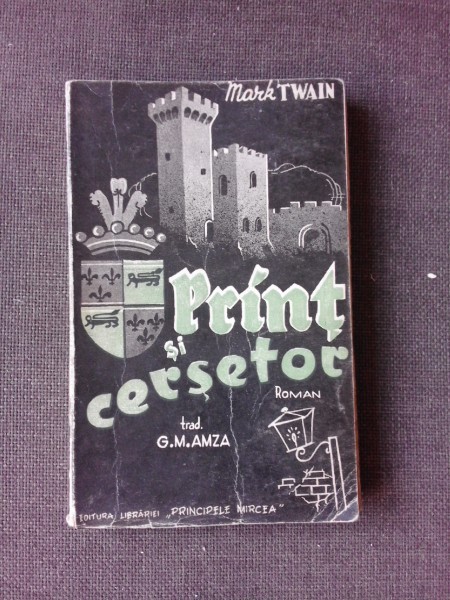 Mark TWAIN
Prinț
și
cerșetor
ROMAN
trad.
G.M.AMZA
EDITURA LIBRĂRIEI „PRINCIPELE MIRCEA"